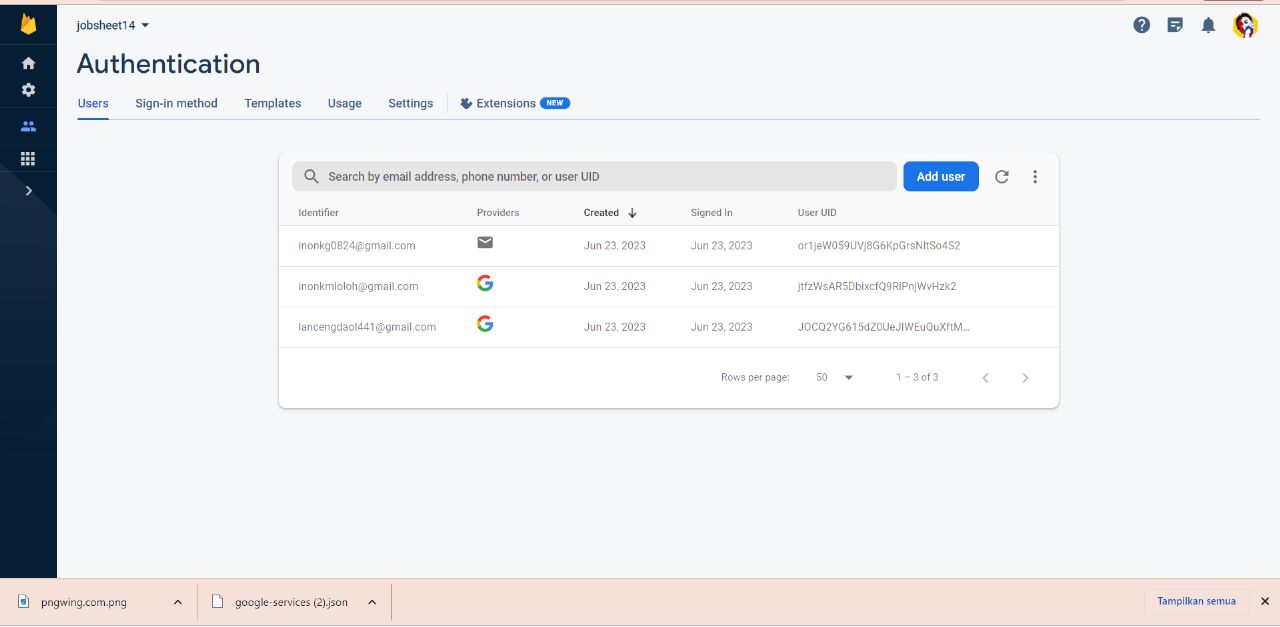 jobsheet14
Authentication
Users Sign-in method Templates Usage Settings Extensions NEW
Search by email address, phone number, or user UID Add user
Identifier Providers Created Signed In User UID
inonkg0824@gmail.com Jun 23, 2023 Jun 23, 2023 or1jeW059UVj8G6KpGrsNltSo4S2
inonkmloloh@gmail.com Jun 23, 2023 Jun 23, 2023 jtfzWsAR5DbixcfQ9RlPnjWvHzk2
lancengdaol441@gmail.com Jun 23, 2023 Jun 23, 2023 JOCQ2YG615dZ0UeJIWEuQuXftM...
Rows per page: 50 1 – 3 of 3
pngwing.com.png google-services (2).json Tampilkan semua